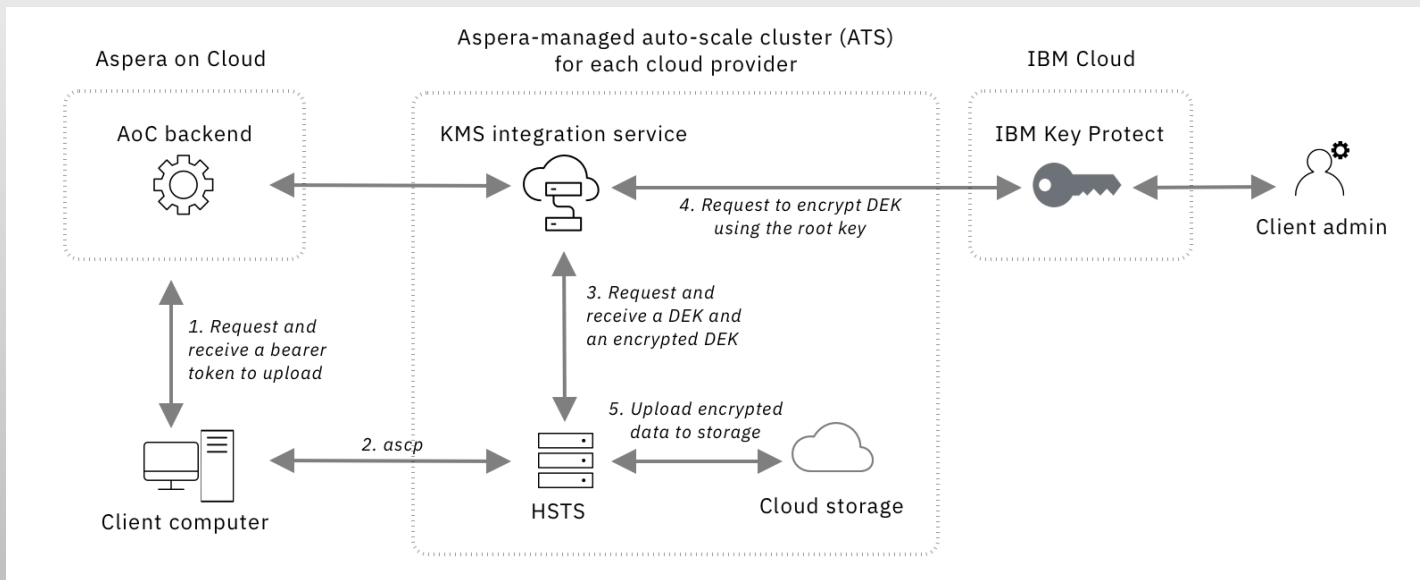 Aspera on Cloud
Aspera-managed auto-scale cluster (ATS)
for each cloud provider
IBM Cloud
AoC backend
KMS integration service
IBM Key Protect
4. Request to encrypt DEK
using the root key
Client admin
3. Request and
receive a DEK and
an encrypted DEK
1. Request and
receive a bearer
token to upload
5. Upload encrypted
data to storage
2. ascp
Client computer
HSTS
Cloud storage